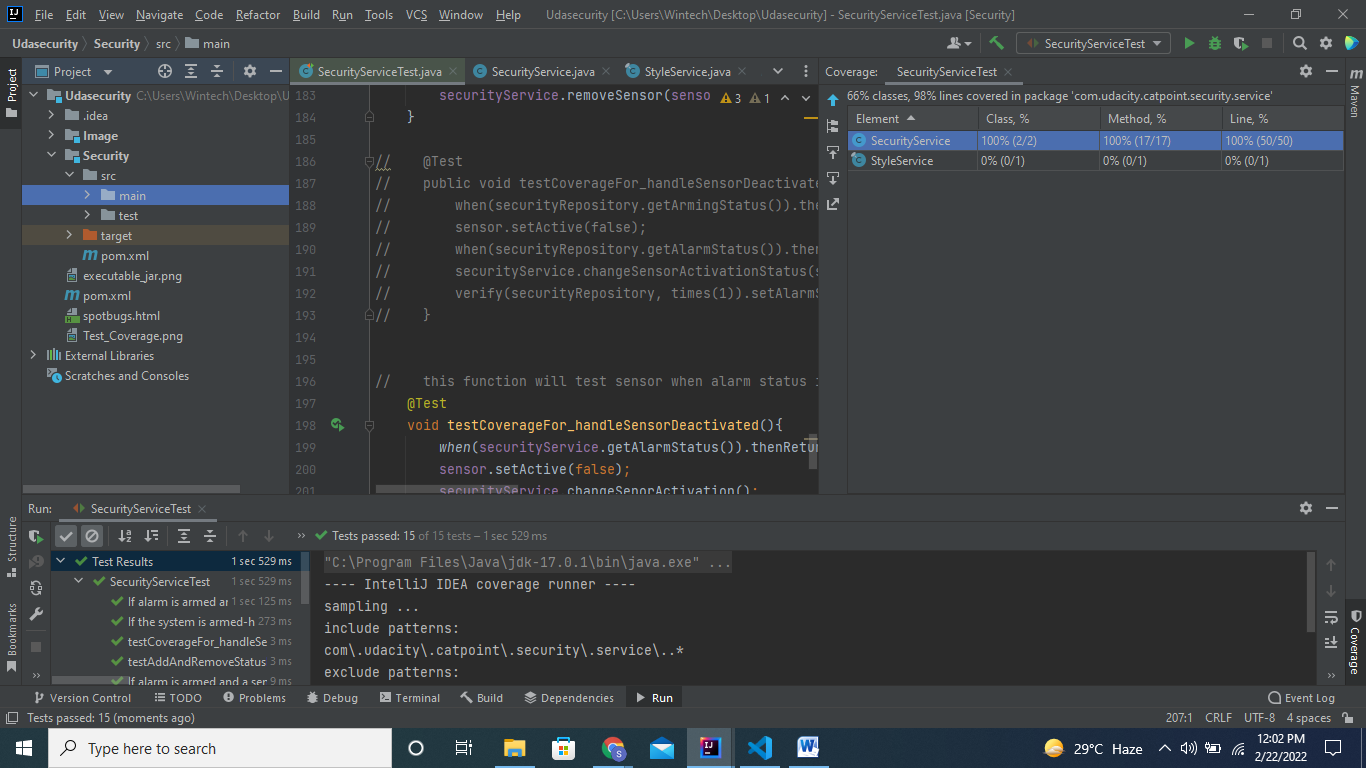 File Edit View Navigate Code Refactor Build Run Tools VCS Window Help Udasecurity [C:\Users\Wintech\Desktop\Udasecurity] - SecurityServiceTest.java [Security]
Udasecurity Security src main SecurityServiceTest
Project
Udasecurity C:\Users\Wintech\Desktop\U
.idea
Image
Security
src
main
test
target
pom.xml
executable_jar.png
pom.xml
spotbugs.html
Test_Coverage.png
External Libraries
Scratches and Consoles
SecurityServiceTest.java SecurityService.java StyleService.java
183 securityService.removeSensor(senso 3 1
184 }
185
186 // @Test
187 // public void testCoverageFor_handleSensorDeactivate
188 // when(securityRepository.getArmingStatus()).the
189 // sensor.setActive(false);
190 // when(securityRepository.getAlarmStatus()).then
191 // securityService.changeSensorActivationStatus(s
192 // verify(securityRepository, times(1)).setAlarmS
193 // }
194
195
196 // this function will test sensor when alarm status i
197 @Test
198 void testCoverageFor_handleSensorDeactivated(){
199 when(securityService.getAlarmStatus()).thenRetur
200 sensor.setActive(false);
201 securityService.changeSenorActivation();
Coverage: SecurityServiceTest
66% classes, 98% lines covered in package 'com.udacity.catpoint.security.service'
Element Class, % Method, % Line, %
SecurityService 100% (2/2) 100% (17/17) 100% (50/50)
StyleService 0% (0/1) 0% (0/1) 0% (0/1)
Project
Structure
Bookmarks
Maven
Coverage
Run: SecurityServiceTest
Tests passed: 15 of 15 tests – 1 sec 529 ms
Test Results 1 sec 529 ms
SecurityServiceTest 1 sec 529 ms
If alarm is armed ar 1 sec 125 ms
If the system is armed-h 273 ms
testCoverageFor_handleSe 3 ms
testAddAndRemoveStatus 3 ms
If alarm is armed and a ser 9 ms
"C:\Program Files\Java\jdk-17.0.1\bin\java.exe" ...
---- IntelliJ IDEA coverage runner ----
sampling ...
include patterns:
com\.udacity\.catpoint\.security\.service\..*
exclude patterns:
Version Control TODO Problems Debug Terminal Build Dependencies Run Event Log
Tests passed: 15 (moments ago) 207:1 CRLF UTF-8 4 spaces
Type here to search 29°C Haze 12:02 PM
2/22/2022